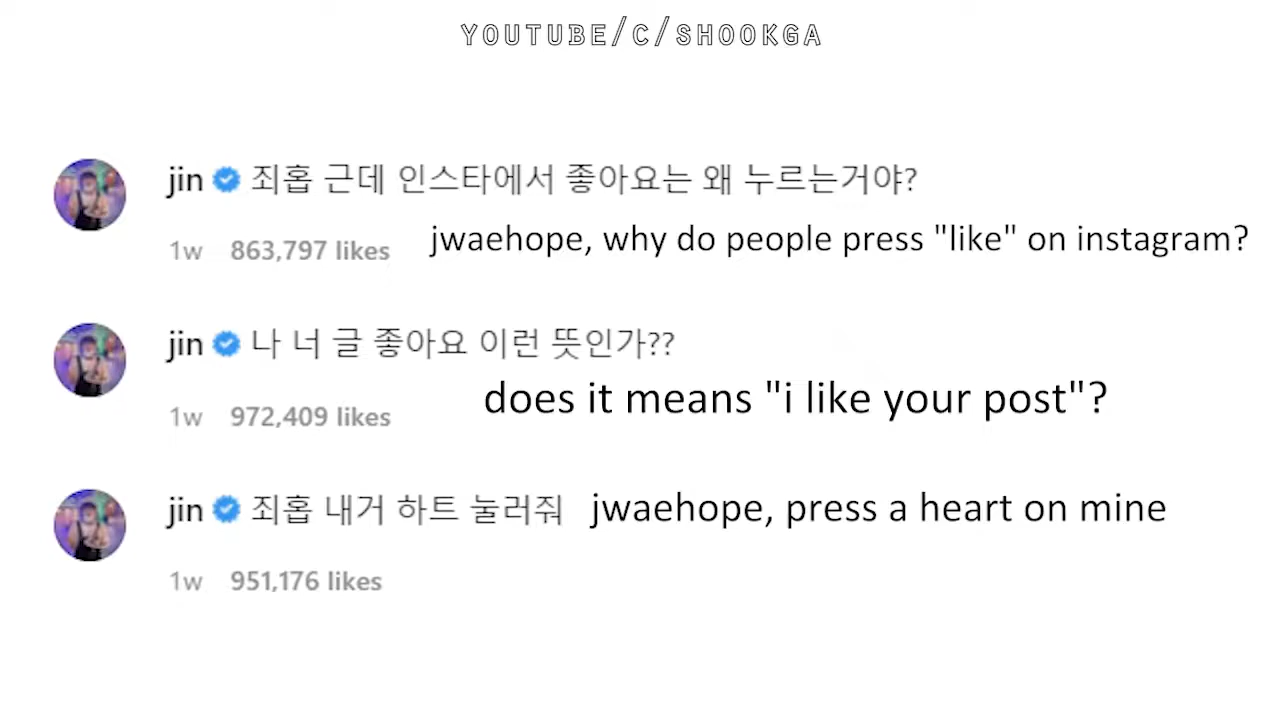 YOUTUBE/C/SHOOKGA
jin 죄홉 근데 인스타에서 좋아요는 왜 누르는거야?
1w 863,797 likes
jwaehope, why do people press "like" on instagram?
jin 나 너 글 좋아요 이런 뜻인가??
1w 972,409 likes
does it means "i like your post"?
jin 죄홉 내거 하트 눌러줘
jwaehope, press a heart on mine
1w 951,176 likes